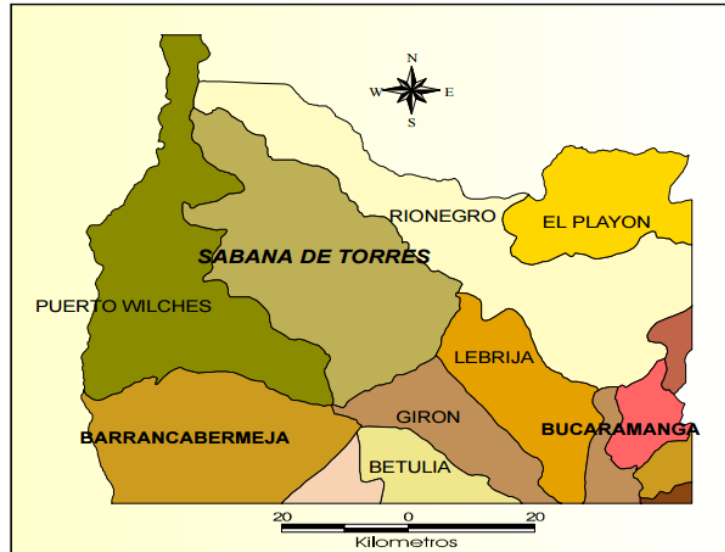 N
W E
S
RIONEGRO
EL PLAYON
SABANA DE TORRES
PUERTO WILCHES
LEBRIJA
GIRON
BUCARAMANGA
BARRANCABERMEJA
BETULIA
20 0 20
Kilometros